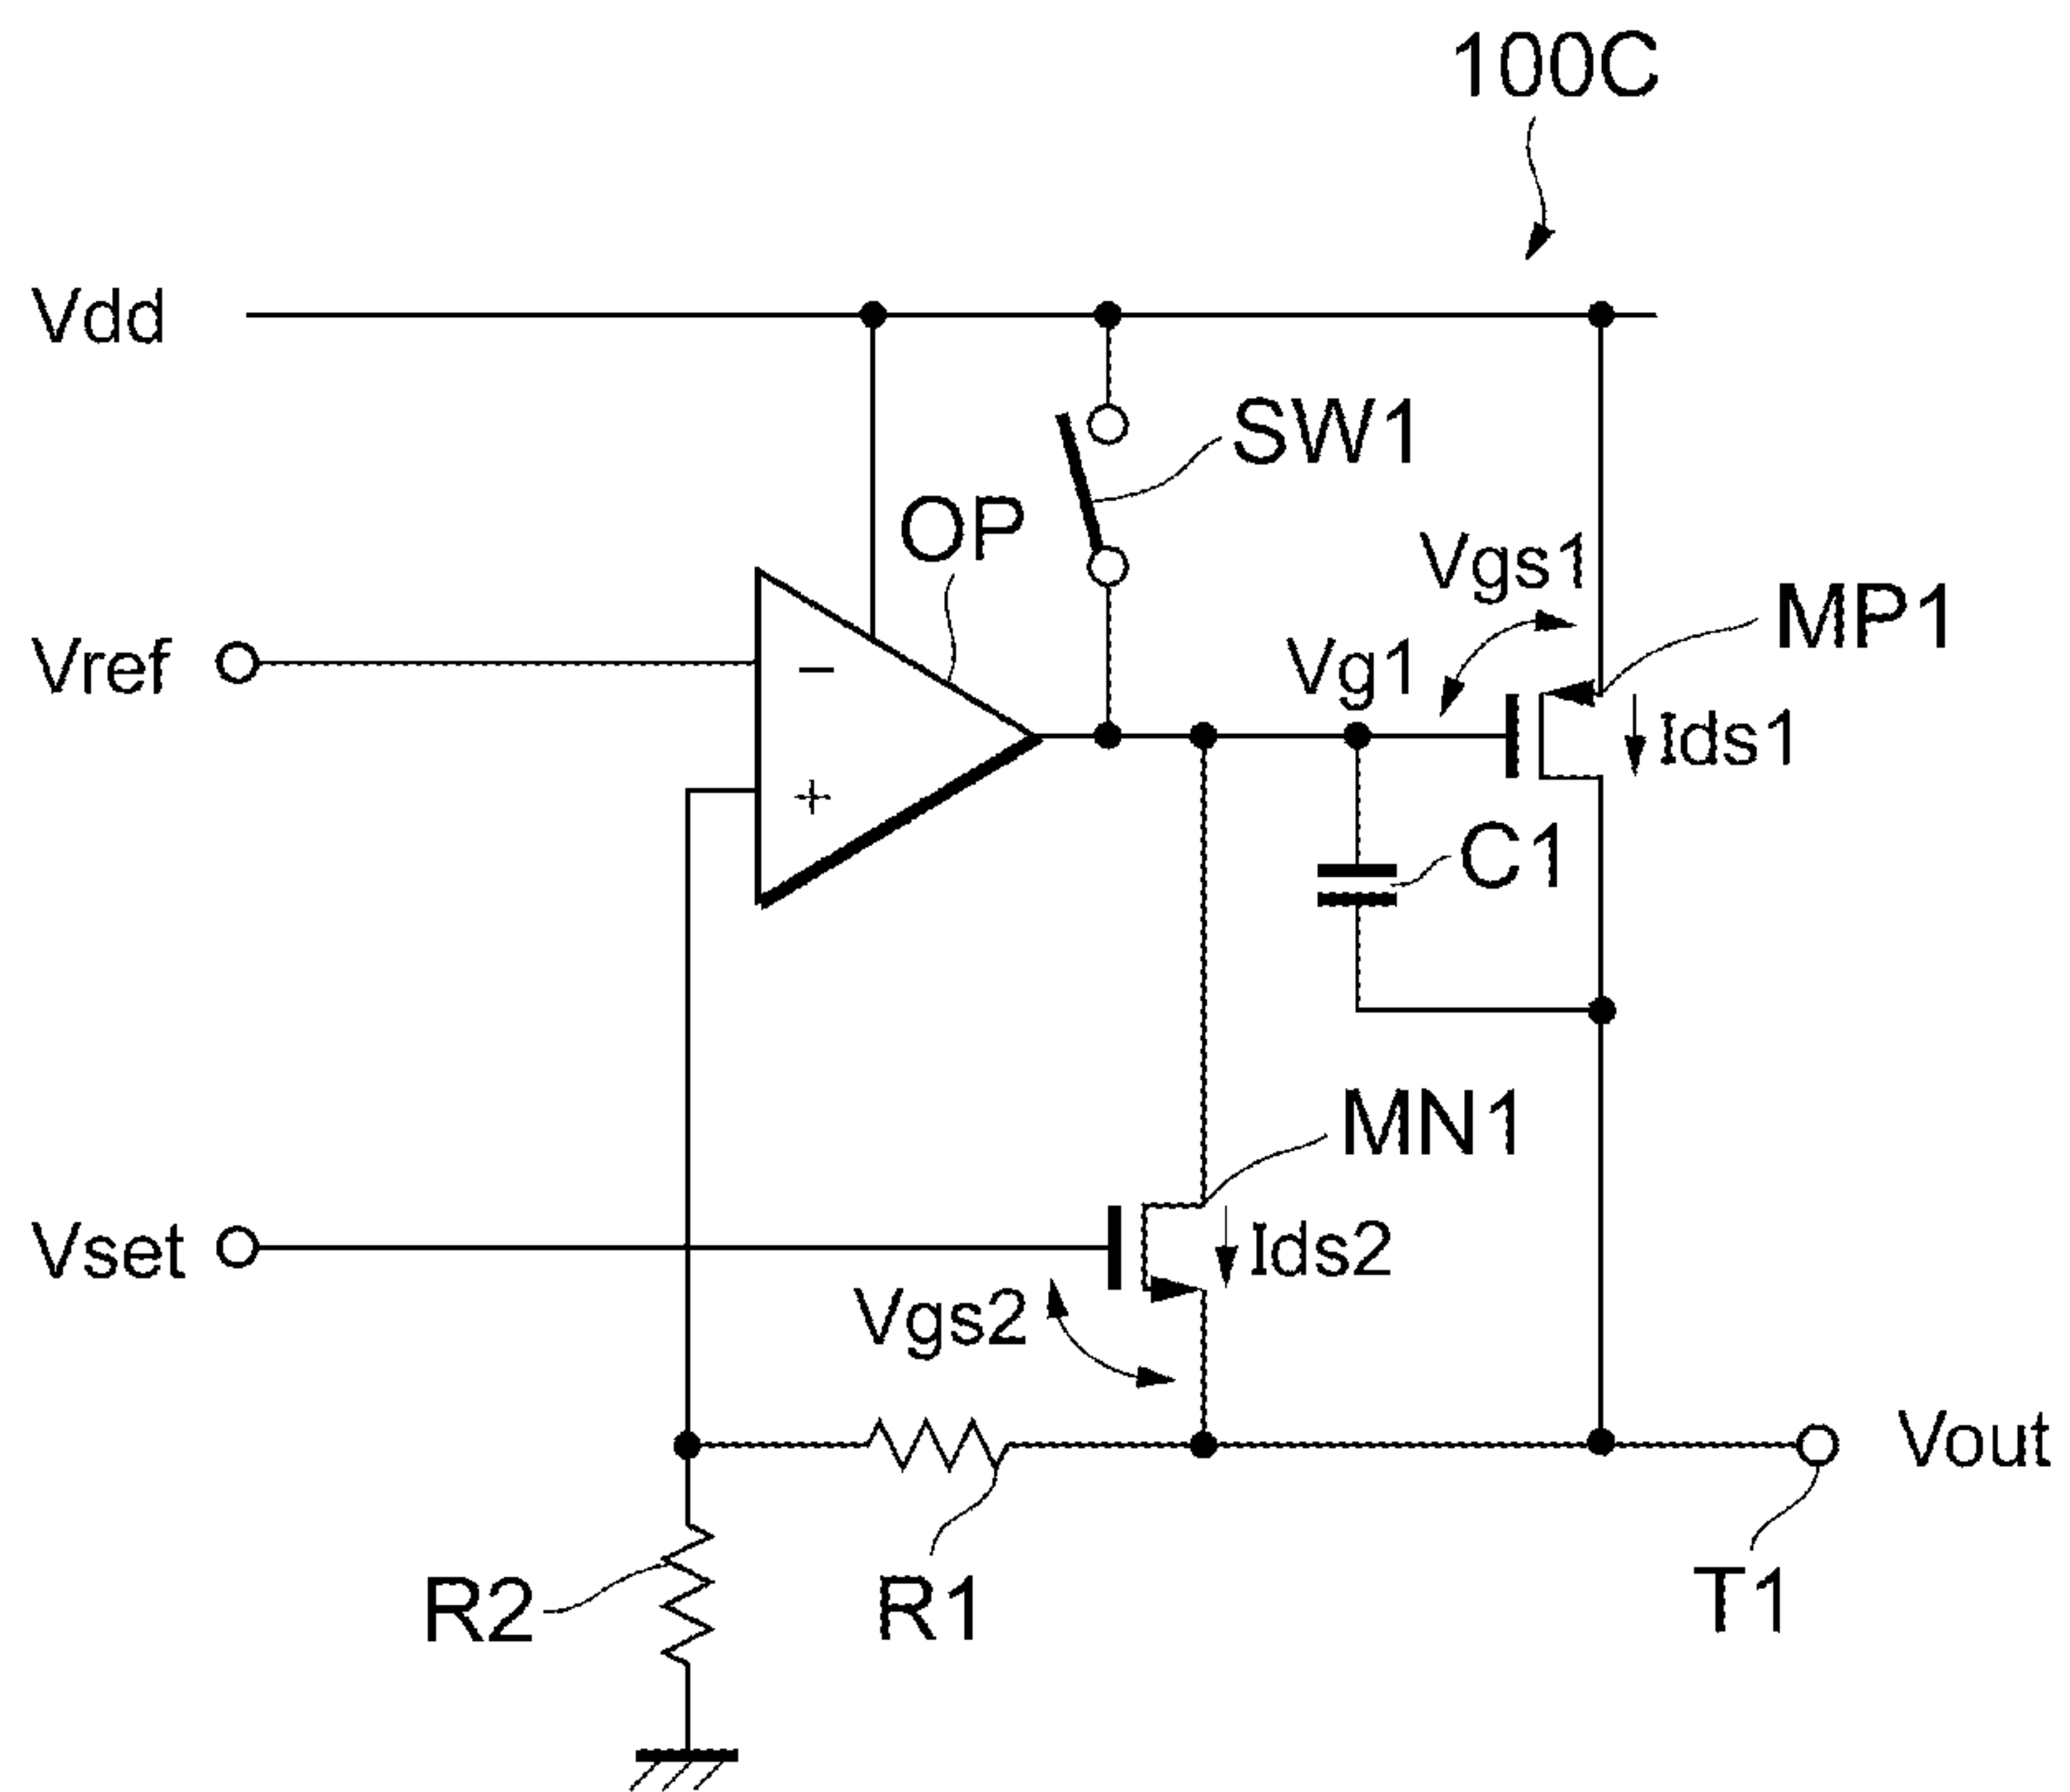 100C
Vdd
SW1
OP
Vgs1
MP1
Vref
−
Vg1
Ids1
+
C1
MN1
Vset
Ids2
Vgs2
Vout
R2
R1
T1